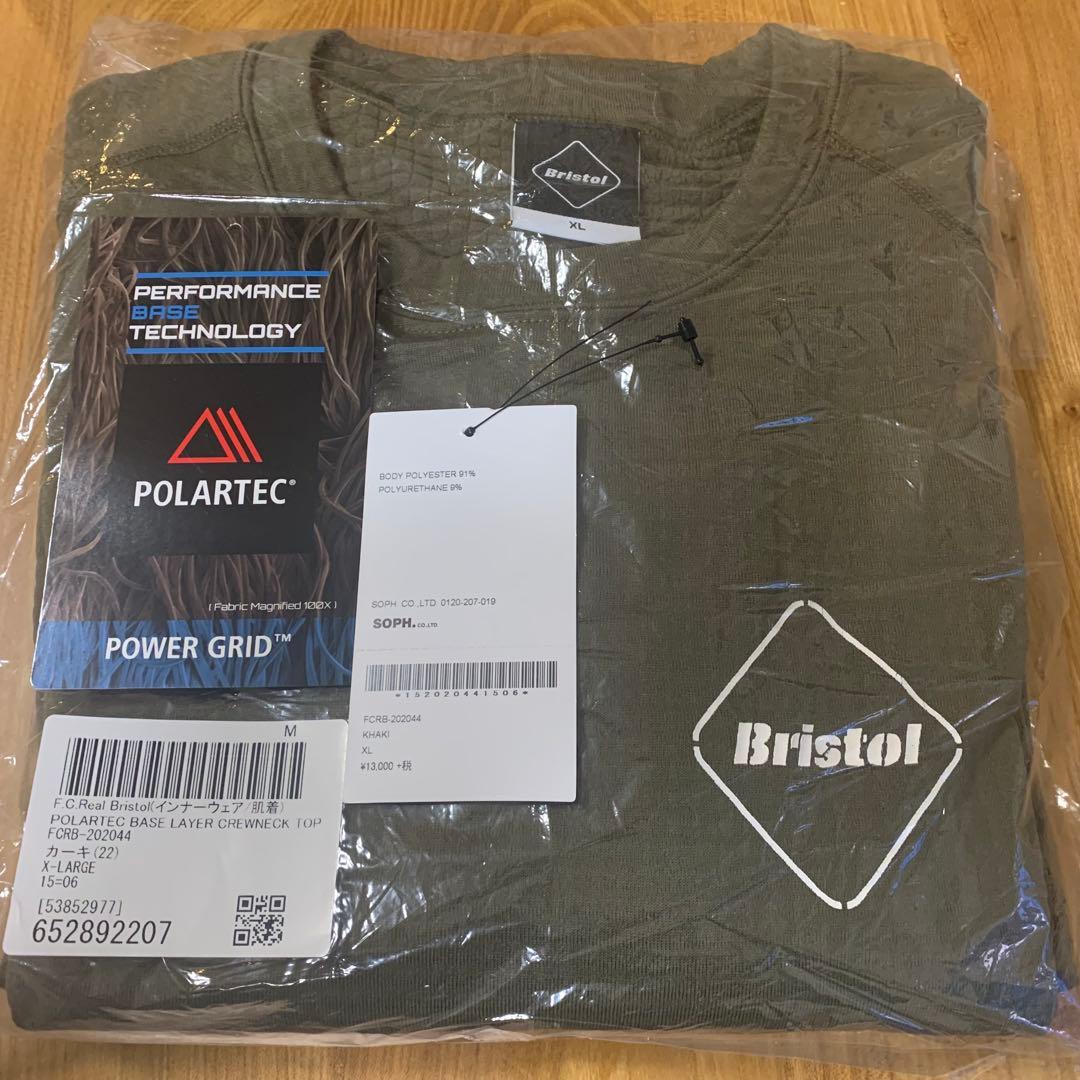 Bristol
XL
PERFORMANCE
BASE
TECHNOLOGY
POLARTEC®
[ Fabric Magnified 100X ]
POWER GRID™
BODY POLYESTER 91%
POLYURETHANE 9%
SOPH CO.,LTD. 0120-207-019
SOPH. CO.,LTD.
*152020441506*
FCRB-202044
KHAKI
XL
¥13,000 +税
Bristol
M
F.C.Real Bristol(インナーウェア/肌着)
POLARTEC BASE LAYER CREWNECK TOP
FCRB-202044
カーキ(22)
X-LARGE
15=06
[53852977]
652892207